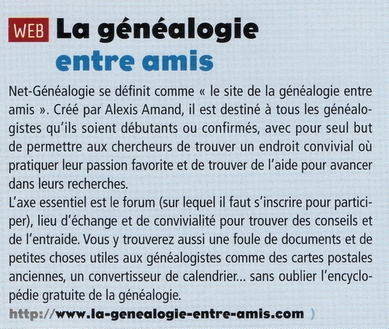 WEB La généalogie
entre amis
Net-Généalogie se définit comme « le site de la généalogie entre
amis ». Créé par Alexis Amand, il est destiné à tous les généalo-
gistes qu'ils soient débutants ou confirmés, avec pour seul but
de permettre aux chercheurs de trouver un endroit convivial où
pratiquer leur passion favorite et de trouver de l'aide pour avancer
dans leurs recherches.
L'axe essentiel est le forum (sur lequel il faut s'inscrire pour partici-
per), lieu d'échange et de convivialité pour trouver des conseils et
de l'entraide. Vous y trouverez aussi une foule de documents et de
petites choses utiles aux généalogistes comme des cartes postales
anciennes, un convertisseur de calendrier... sans oublier l'encyclo-
pédie gratuite de la généalogie.
http://www.la-genealogie-entre-amis.com )